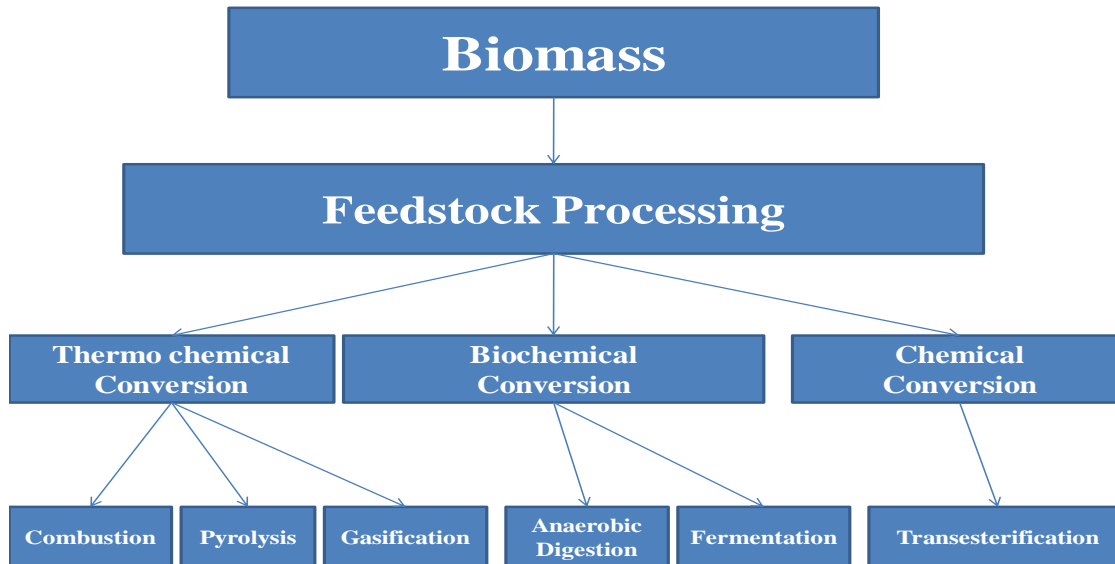 Biomass
Feedstock Processing
Thermo chemical
Conversion
Biochemical
Conversion
Chemical
Conversion
Combustion
Pyrolysis
Gasification
Anaerobic
Digestion
Fermentation
Transesterification